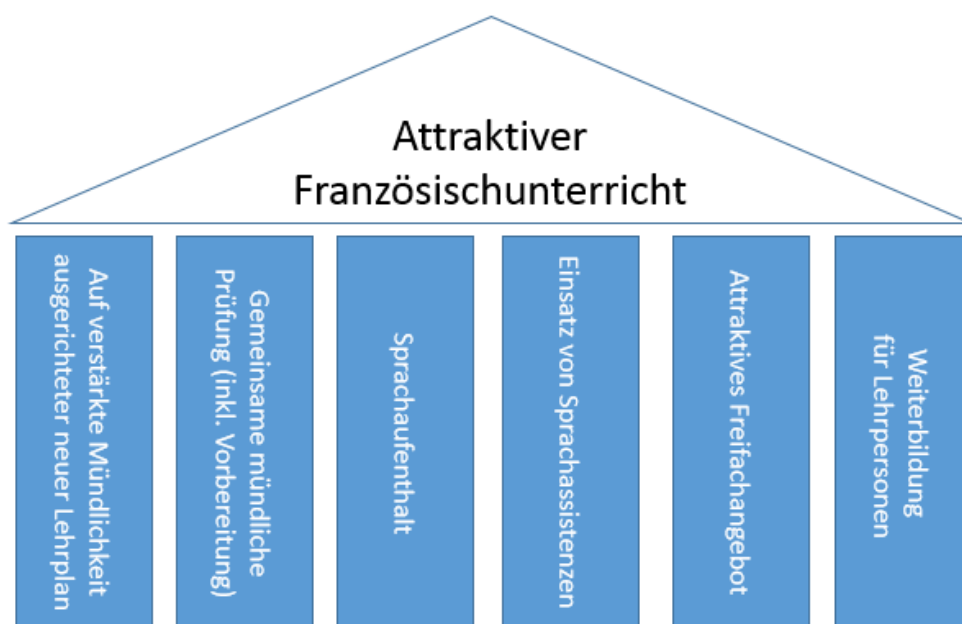 Attraktiver
Französischunterricht
Auf verstärkte Mündlichkeit
ausgerichteter neuer Lehrplan
Gemeinsame mündliche
Prüfung (inkl. Vorbereitung)
Sprachaufenthalt
Einsatz von Sprachassistenzen
Attraktives Freifachangebot
Weiterbildung
für Lehrpersonen